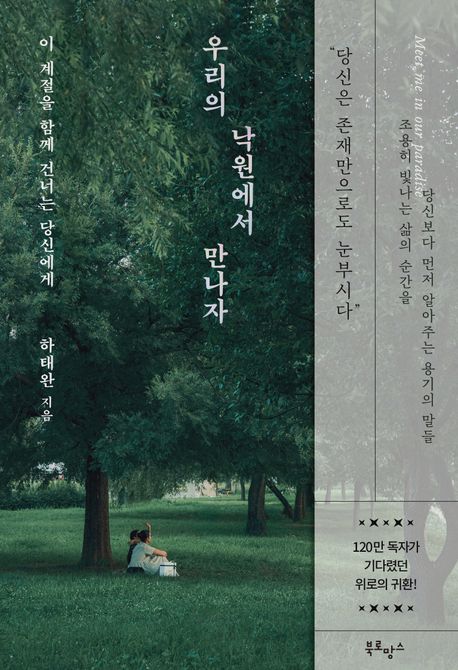 이 계절을 함께 건너는 당신에게
하태완 지음
우리의 낙원에서 만나자
“당신은 존재만으로도 눈부시다”
Meet me in our paradise
당신보다 먼저 알아주는 용기의 말들
조용히 빛나는 삶의 순간을
120만 독자가
기다렸던
위로의 귀환!
북로망스